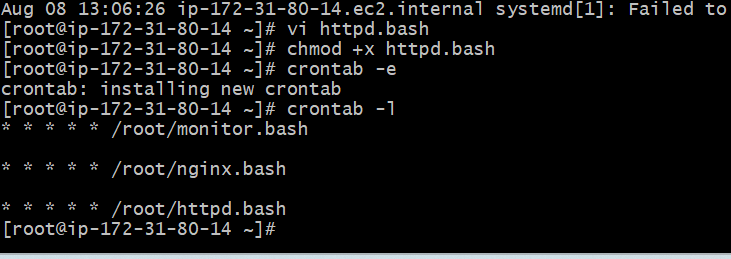 Aug 08 13:06:26 ip-172-31-80-14.ec2.internal systemd[1]: Failed to
[root@ip-172-31-80-14 ~]# vi httpd.bash
[root@ip-172-31-80-14 ~]# chmod +x httpd.bash
[root@ip-172-31-80-14 ~]# crontab -e
crontab: installing new crontab
[root@ip-172-31-80-14 ~]# crontab -l
* * * * * /root/monitor.bash
* * * * * /root/nginx.bash
* * * * * /root/httpd.bash
[root@ip-172-31-80-14 ~]#